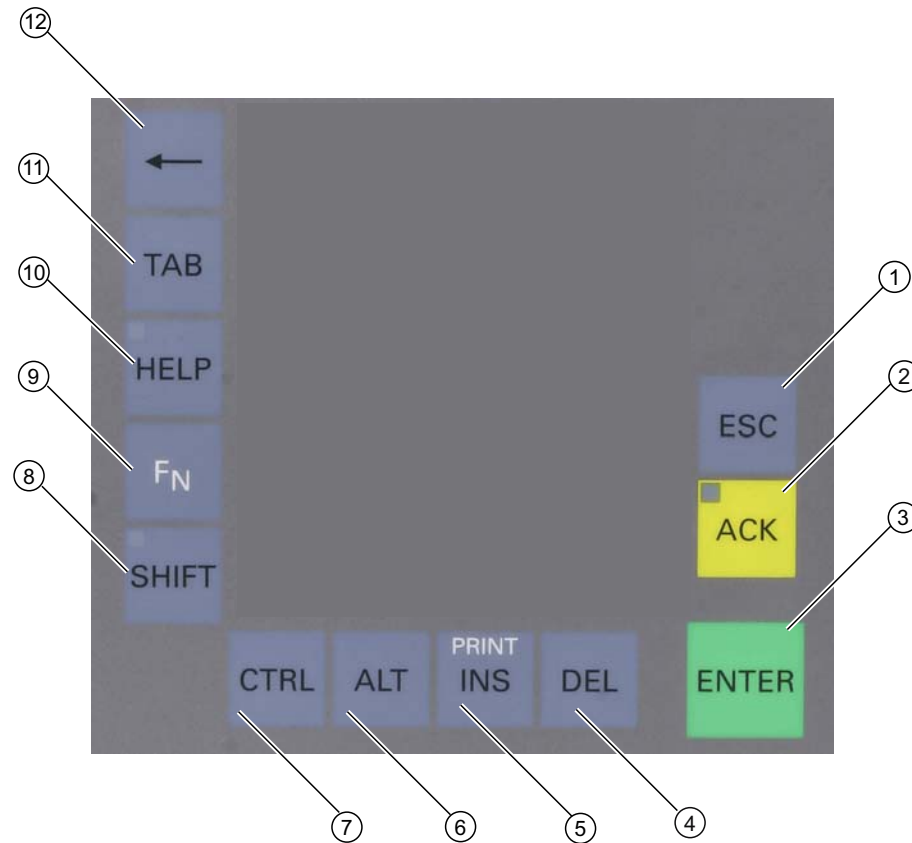 12
←
11
TAB
10
1
HELP
2
ESC
9
FN
8
3
ACK
SHIFT
PRINT
CTRL ALT INS DEL ENTER
7 6 5 4